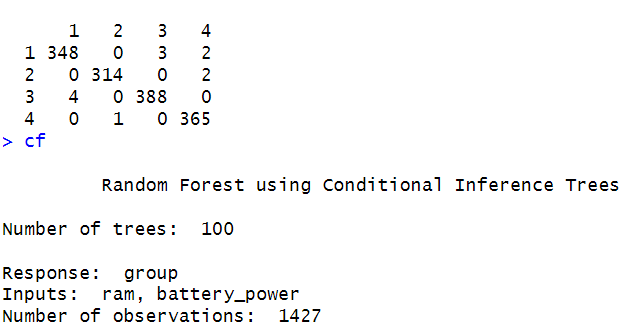 1 2 3 4
1 348 0 3 2
2 0 314 0 2
3 4 0 388 0
4 0 1 0 365
> cf
Random Forest using Conditional Inference Trees
Number of trees: 100
Response: group
Inputs: ram, battery_power
Number of observations: 1427